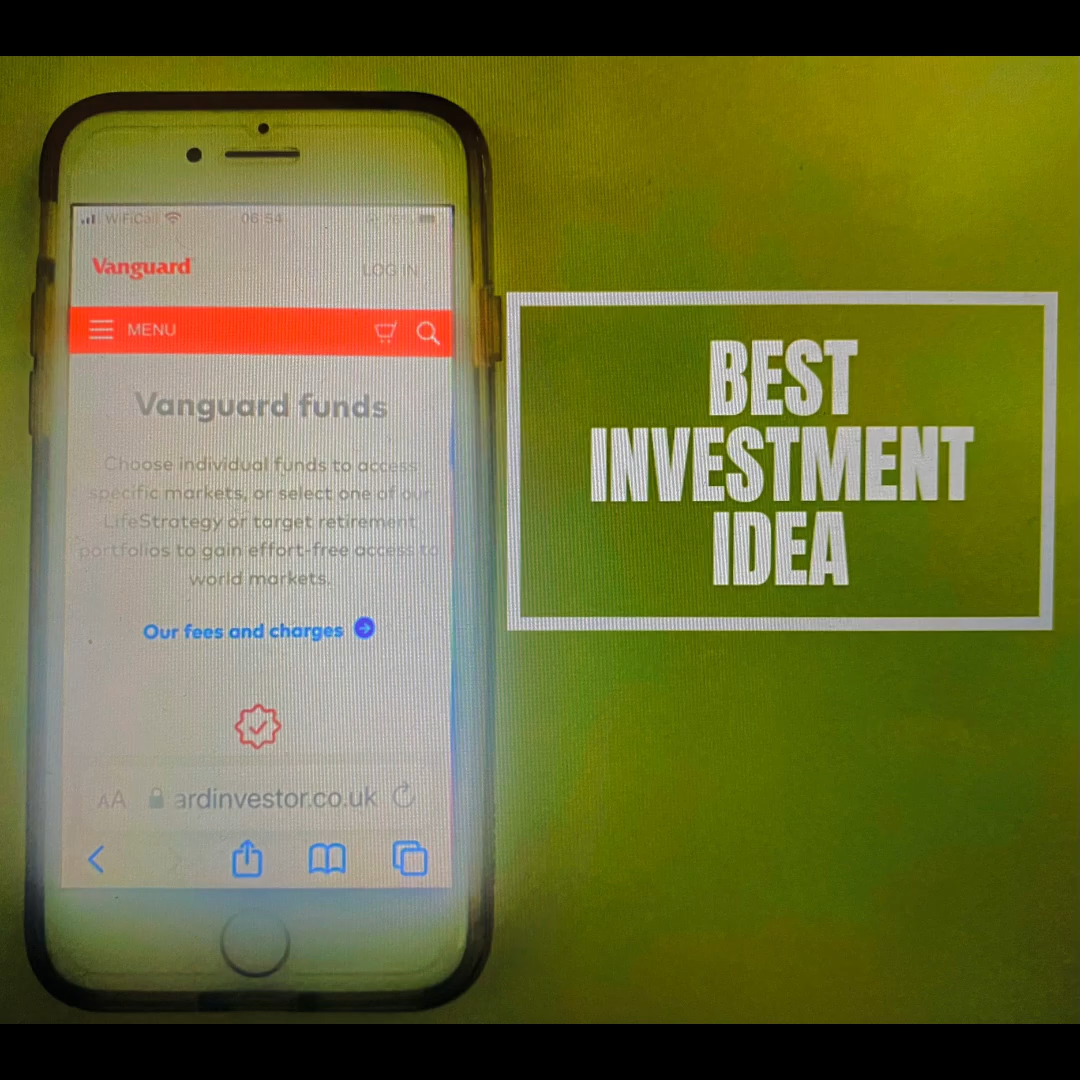 WiFiCall 06:54 76%
Vanguard LOG IN
MENU
Vanguard funds
Choose individual funds to access
specific markets, or select one of our
LifeStrategy or target retirement
portfolios to gain effort-free access to
world markets.
Our fees and charges
AA ardinvestor.co.uk
BEST
INVESTMENT
IDEA